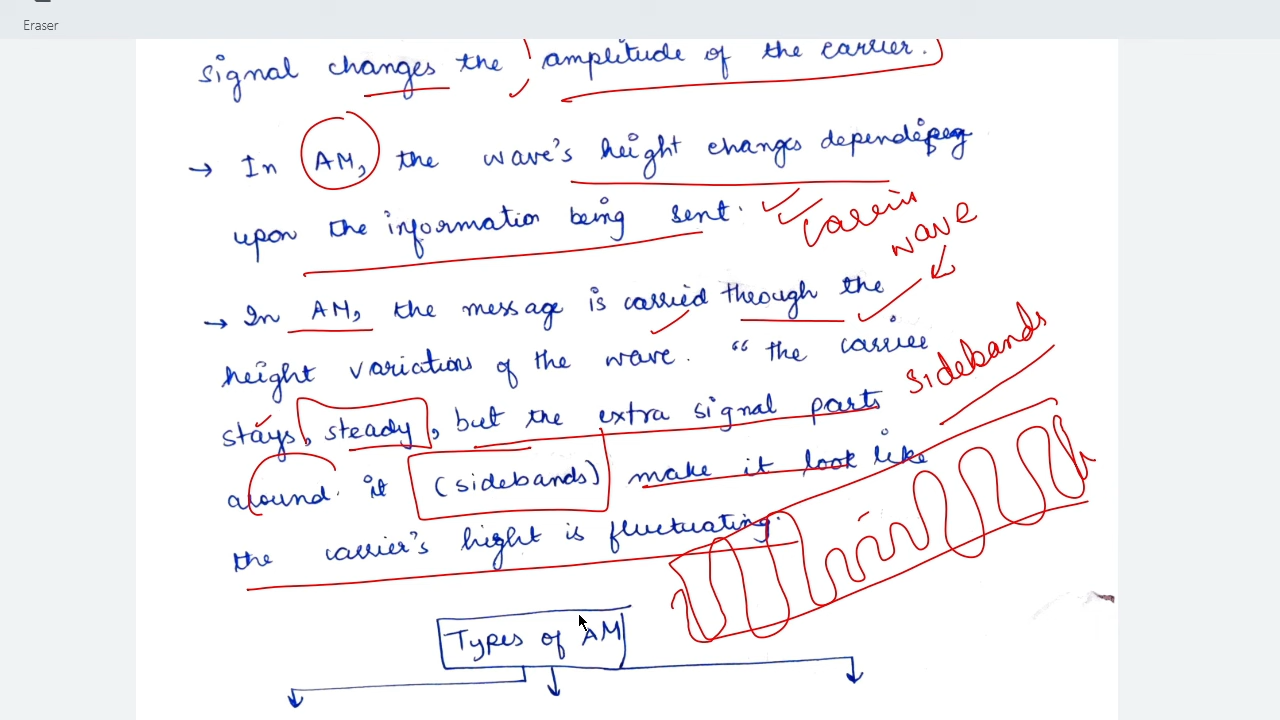 Eraser
signal changes the amplitude of the carrier.
→ In AM, the wave's height changes depending
upon the information being sent.
carrier
wave
→ In AM, the message is carried through the
height variations of the wave. "the carrier
sidebands
stays, steady, but the extra signal parts
around. it (sidebands) make it look like
the carrier's hight is fluctuating.
Types of AM